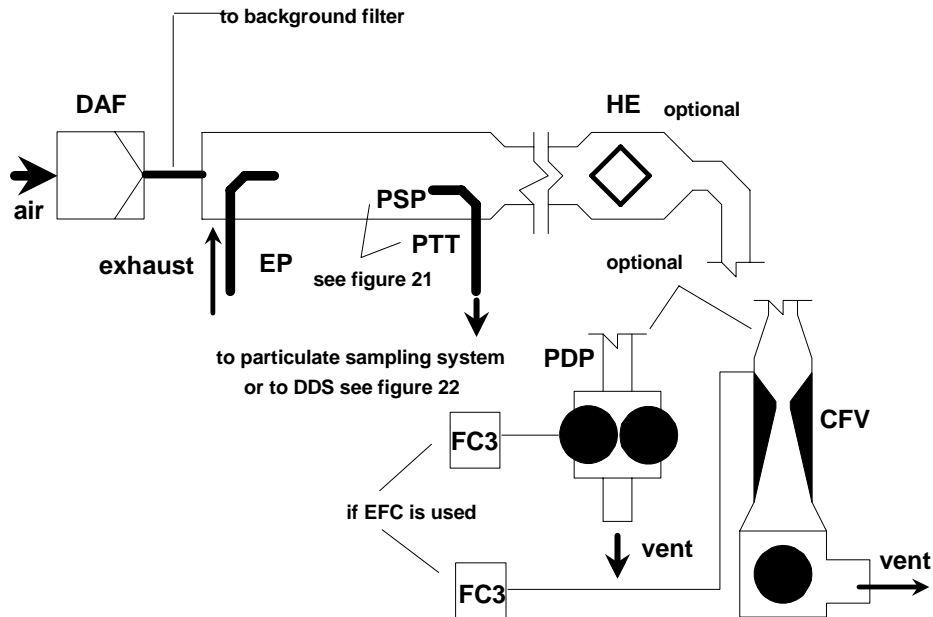 to background filter
DAF
HE optional
air
PSP
exhaust
EP
PTT
optional
see figure 21
to particulate sampling system
or to DDS see figure 22
PDP
CFV
FC3
if EFC is used
vent
vent
FC3